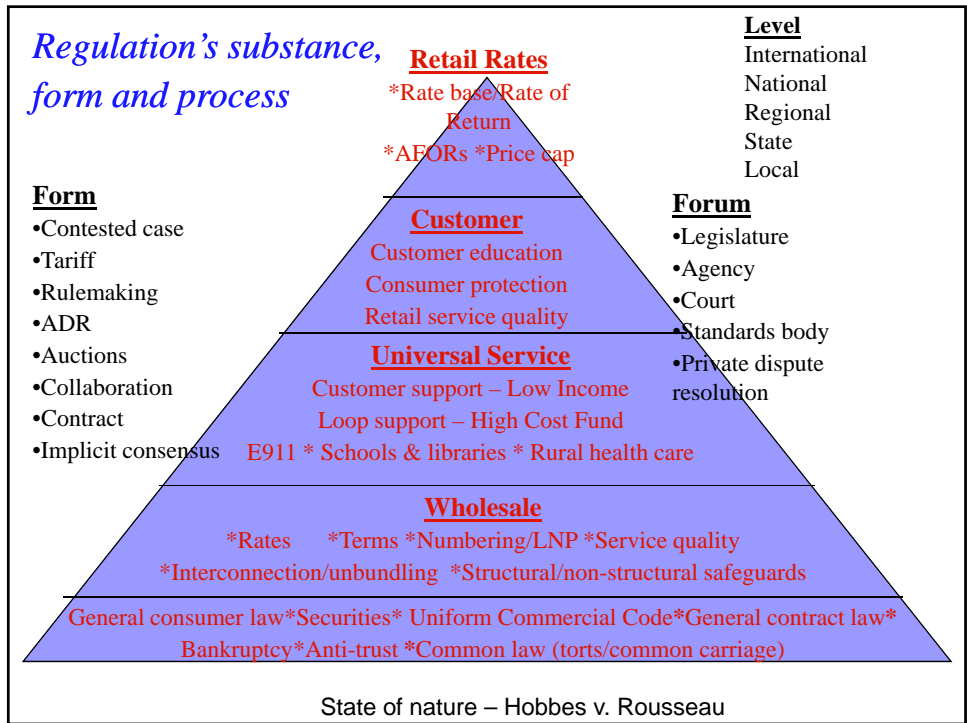 Regulation's substance,
form and process
Retail Rates
*Rate base/Rate of
Return
*AFORs *Price cap
Level
International
National
Regional
State
Local
Form
•Contested case
•Tariff
•Rulemaking
•ADR
•Auctions
•Collaboration
•Contract
•Implicit consensus
Customer
Customer education
Consumer protection
Retail service quality
Forum
•Legislature
•Agency
•Court
•Standards body
•Private dispute
resolution
Universal Service
Customer support – Low Income
Loop support – High Cost Fund
E911 * Schools & libraries * Rural health care
Wholesale
*Rates *Terms *Numbering/LNP *Service quality
*Interconnection/unbundling *Structural/non-structural safeguards
General consumer law*Securities* Uniform Commercial Code*General contract law*
Bankruptcy*Anti-trust *Common law (torts/common carriage)
State of nature – Hobbes v. Rousseau